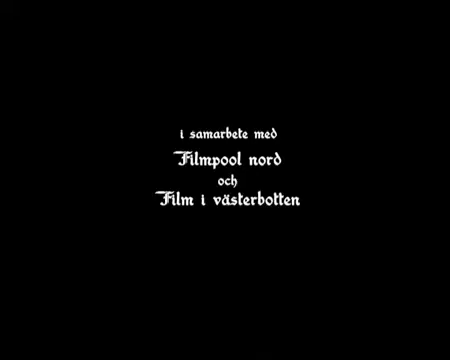 i samarbete med
Filmpool nord
och
Film i västerbotten